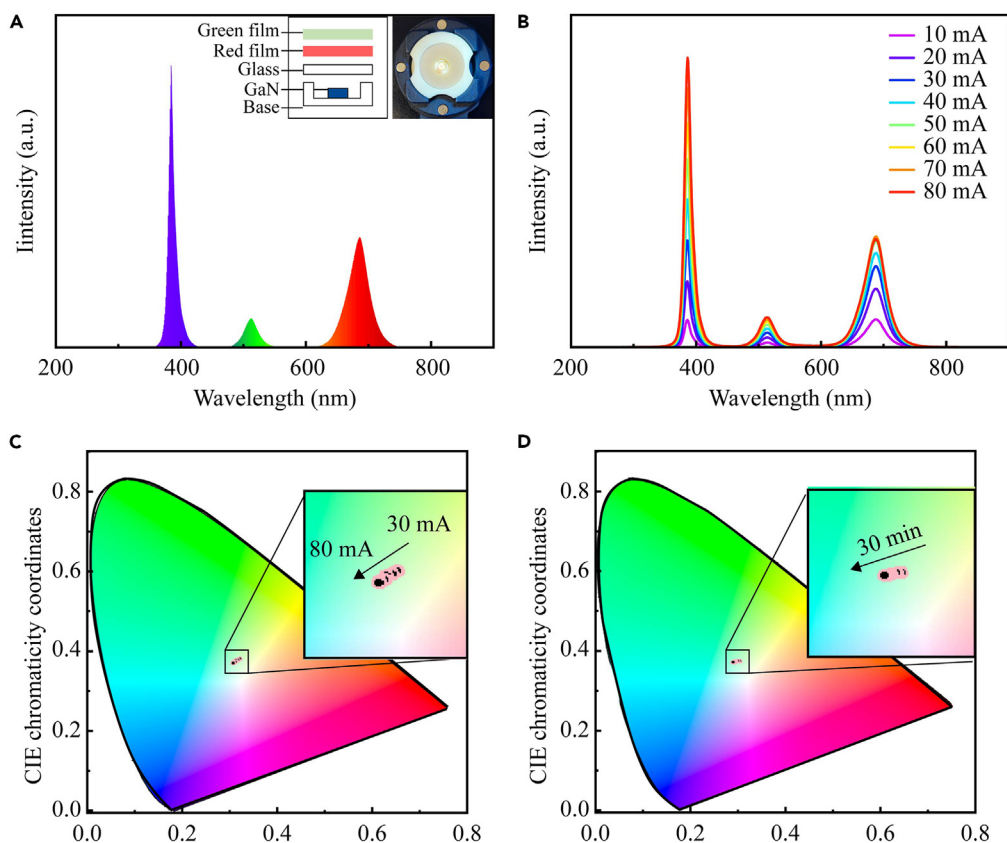 A
Green film
Red film
Glass
GaN
Base
Iintensity (a.u.)
200 400 600 800
Wavelength (nm)
B
10 mA
20 mA
30 mA
40 mA
50 mA
60 mA
70 mA
80 mA
Iintensity (a.u.)
200 400 600 800
Wavelength (nm)
C
CIE chromaticity coordinates
0.8
0.6
0.4
0.2
0.0
0.0 0.2 0.4 0.6 0.8
30 mA
80 mA
D
CIE chromaticity coordinates
0.8
0.6
0.4
0.2
0.0
0.0 0.2 0.4 0.6 0.8
30 min